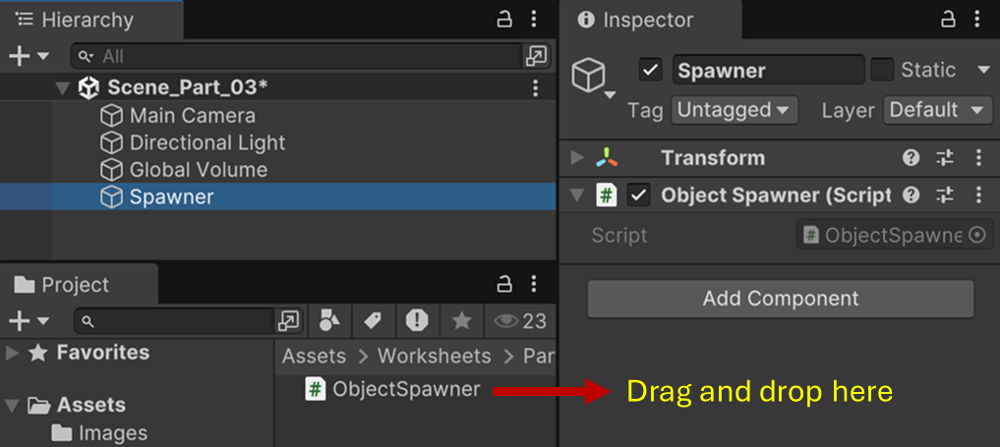 Hierarchy
All
Scene_Part_03*
Main Camera
Directional Light
Global Volume
Spawner
Project
23
Favorites
Assets
Images
Assets > Worksheets > Par
ObjectSpawner
Inspector
Spawner Static
Tag Untagged Layer Default
Transform
# Object Spawner (Script
Script # ObjectSpawne
Add Component
Drag and drop here